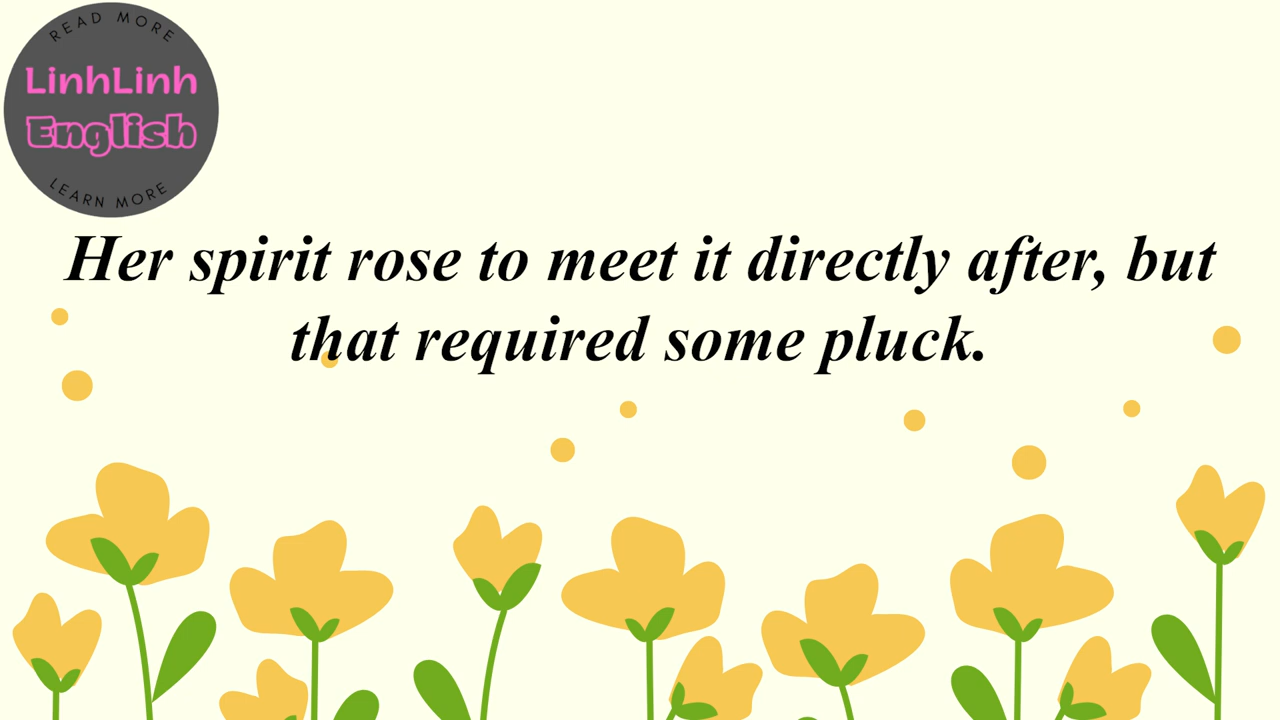 READ MORE
LinhLinh
English
LEARN MORE
Her spirit rose to meet it directly after, but
that required some pluck.